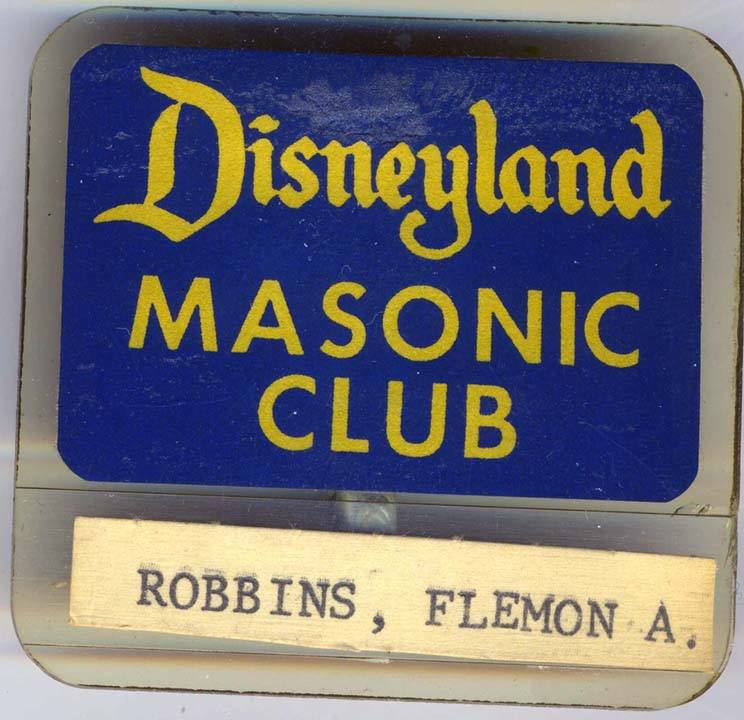 Disneyland
MASONIC
CLUB
ROBBINS, FLEMON A.